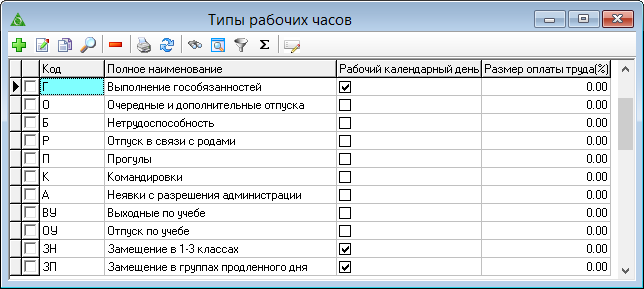 Типы рабочих часов
Σ
Код Полное наименование Рабочий календарный день Размер оплаты труда(%)
Г Выполнение гособязанностей 0.00
О Очередные и дополнительные отпуска 0.00
Б Нетрудоспособность 0.00
Р Отпуск в связи с родами 0.00
П Прогулы 0.00
К Командировки 0.00
А Неявки с разрешения администрации 0.00
ВУ Выходные по учебе 0.00
ОУ Отпуск по учебе 0.00
ЗН Замещение в 1-3 классах 0.00
ЗП Замещение в группах продленного дня 0.00